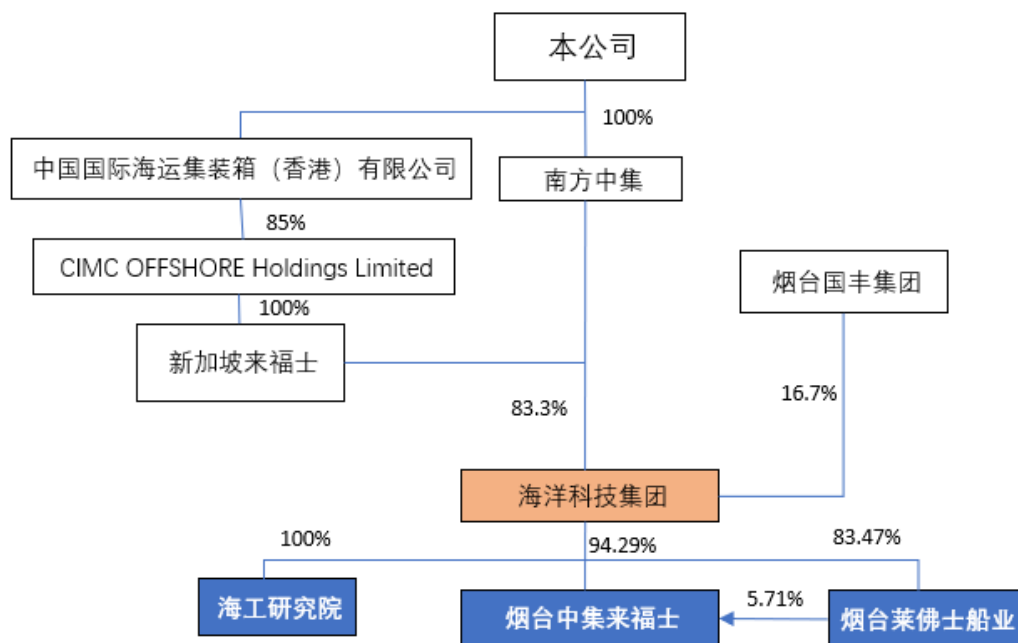 本公司
100%
中国国际海运集装箱（香港）有限公司
南方中集
85%
CIMC OFFSHORE Holdings Limited
烟台国丰集团
100%
新加坡来福士
83.3%
16.7%
海洋科技集团
100%
94.29%
83.47%
海工研究院
烟台中集来福士
5.71%
烟台莱佛士船业